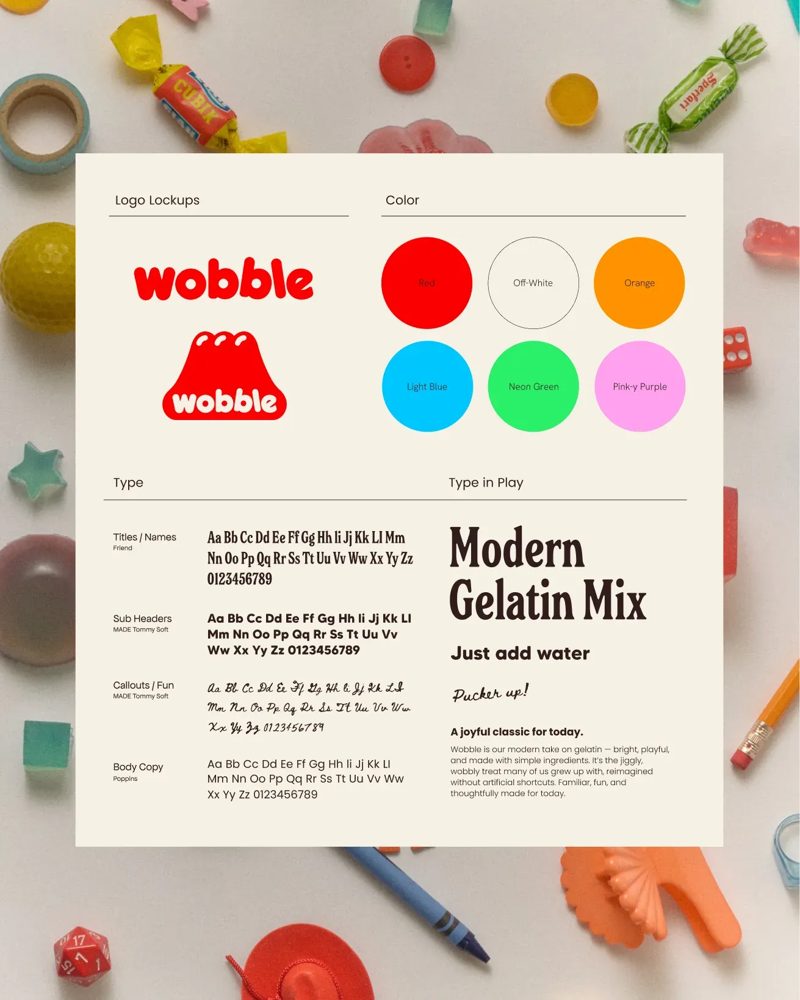 CUBIK
Sperlari
Logo Lockups
Color
wobble
wobble
Red
Off-White
Orange
Light Blue
Neon Green
Pink-y Purple
Type
Type in Play
Titles / Names
Friend
Aa Bb Cc Dd Ee Ff Gg Hh Ii Jj Kk Ll Mm
Nn Oo Pp Qq Rr Ss Tt Uu Vv Ww Xx Yy Zz
0123456789
Sub Headers
MADE Tommy Soft
Aa Bb Cc Dd Ee Ff Gg Hh Ii Jj Kk Ll
Mm Nn Oo Pp Qq Rr Ss Tt Uu Vv
Ww Xx Yy Zz 0123456789
Callouts / Fun
MADE Tommy Soft
Aa Bb Cc Dd Ee Ff Gg Hh Ii Jj Kk Ll
Mm Nn Oo Pp Qq Rr Ss Tt Uu Vv Ww
Xx Yy Zz 0123456789
Body Copy
Poppins
Aa Bb Cc Dd Ee Ff Gg Hh Ii Jj Kk Ll
Mm Nn Oo Pp Qq Rr Ss Tt Uu Vv Ww
Xx Yy Zz 0123456789
Modern
Gelatin Mix
Just add water
Pucker up!
A joyful classic for today.
Wobble is our modern take on gelatin — bright, playful,
and made with simple ingredients. It's the jiggly,
wobbly treat many of us grew up with, reimagined
without artificial shortcuts. Familiar, fun, and
thoughtfully made for today.
17
7